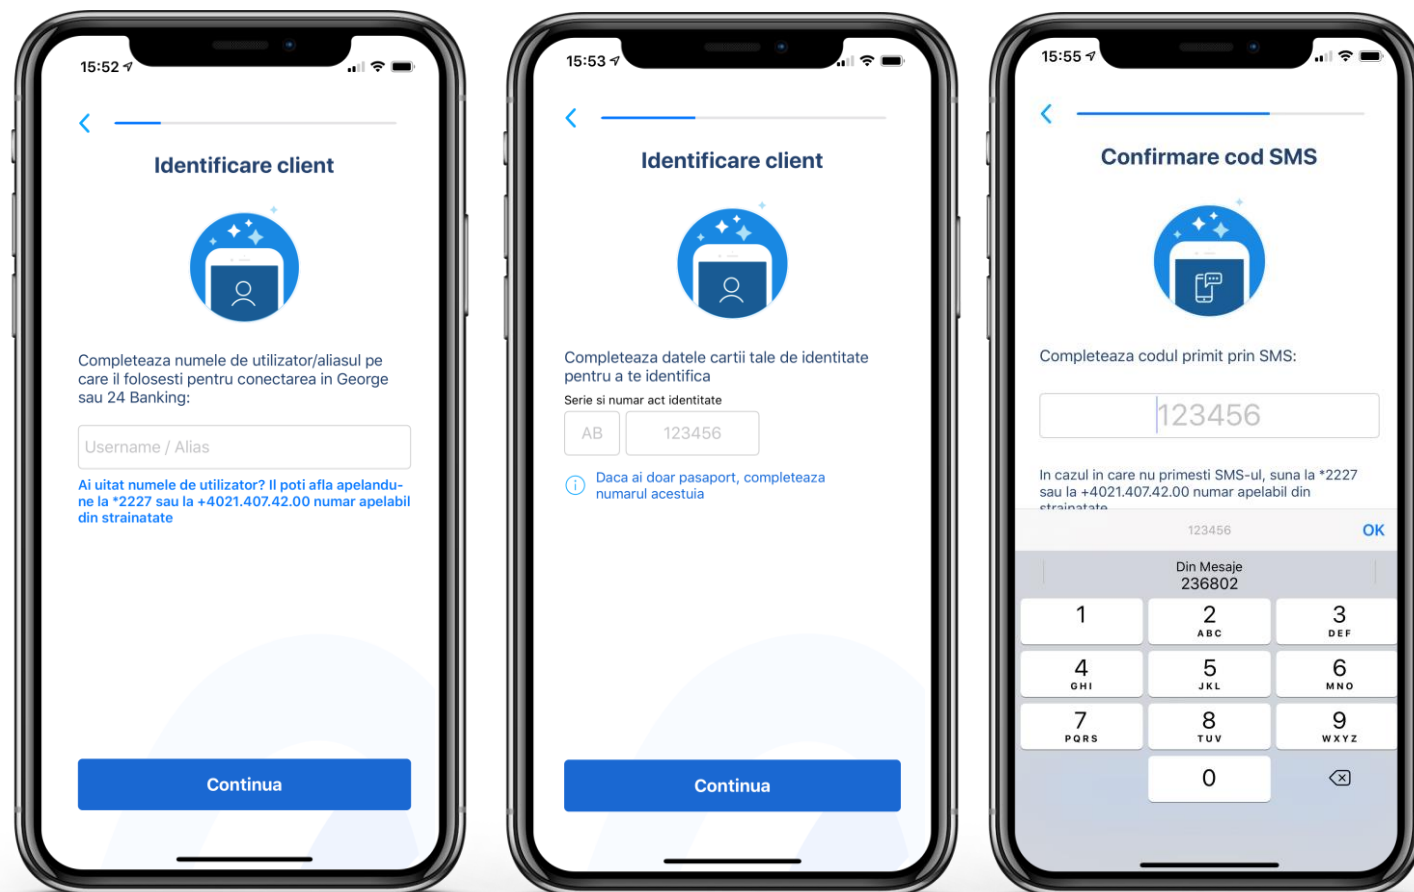 15:52
Identificare client
Completeaza numele de utilizator/aliasul pe
care il folosesti pentru conectarea in George
sau 24 Banking:
Username / Alias
Ai uitat numele de utilizator? Il poti afla apelandu-
ne la *2227 sau la +4021.407.42.00 numar apelabil
din strainatate
Continua
15:53
Identificare client
Completeaza datele cartii tale de identitate
pentru a te identifica
Serie si numar act identitate
AB
123456
Daca ai doar pasaport, completeaza
numarul acestuia
Continua
15:55
Confirmare cod SMS
Completeaza codul primit prin SMS:
123456
In cazul in care nu primesti SMS-ul, suna la *2227
sau la +4021.407.42.00 numar apelabil din
strainatate
123456
OK
Din Mesaje
236802
1
2
ABC
3
DEF
4
GHI
5
JKL
6
MNO
7
PQRS
8
TUV
9
WXYZ
0